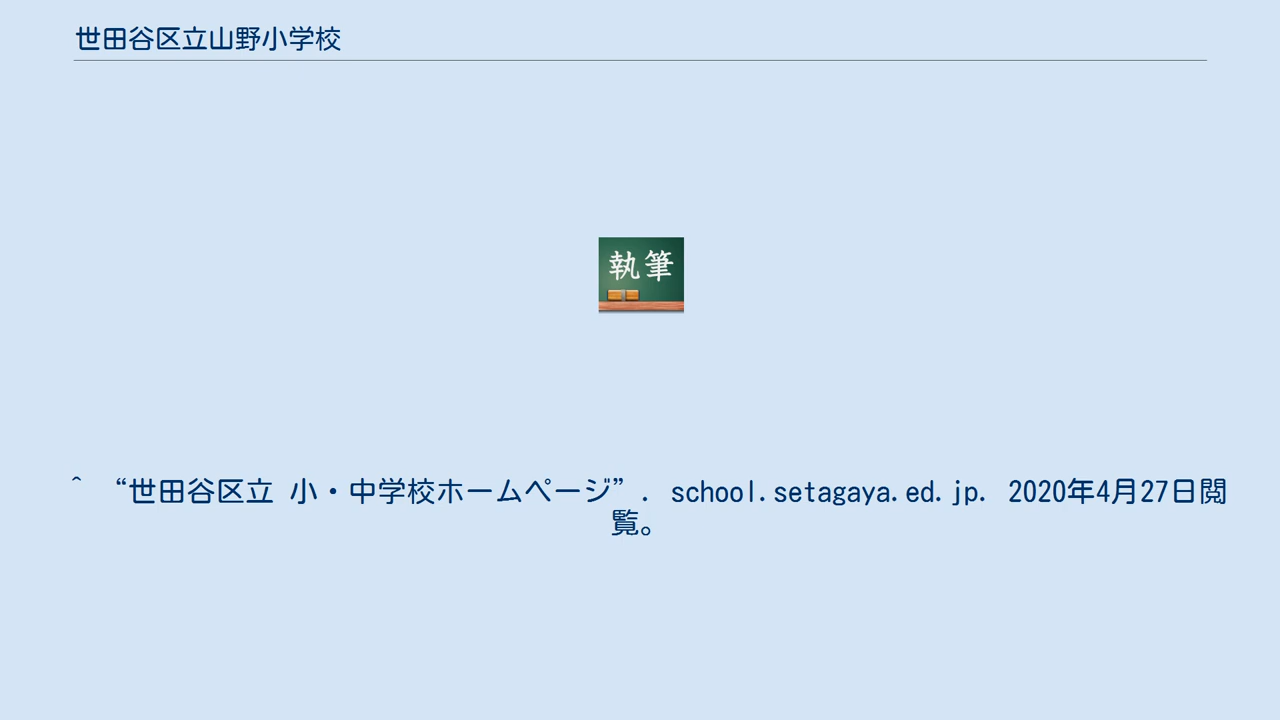 世田谷区立山野小学校
執筆
^ “世田谷区立 小・中学校ホームページ”. school.setagaya.ed.jp. 2020年4月27日閲
覧。